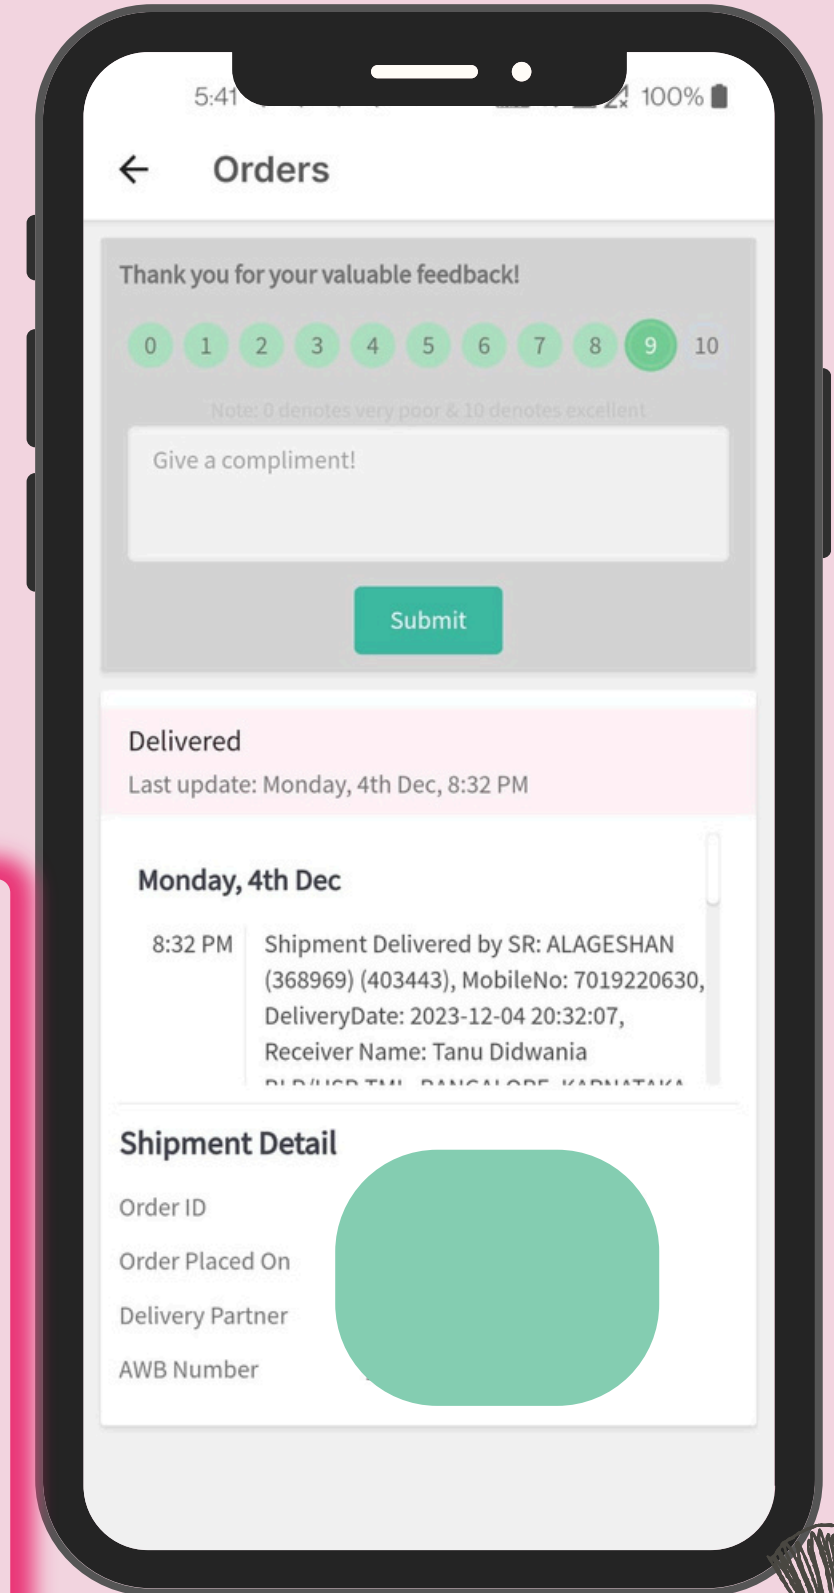 5:41
100%
Orders
Thank you for your valuable feedback!
0 1 2 3 4 5 6 7 8 9 10
Note: 0 denotes very poor & 10 denotes excellent
Give a compliment!
Submit
Delivered
Last update: Monday, 4th Dec, 8:32 PM
Monday, 4th Dec
8:32 PM Shipment Delivered by SR: ALAGESHAN
(368969) (403443), MobileNo: 7019220630,
DeliveryDate: 2023-12-04 20:32:07,
Receiver Name: Tanu Didwania
BANGALORE, KARNATAKA
Shipment Detail
Order ID
Order Placed On
Delivery Partner
AWB Number